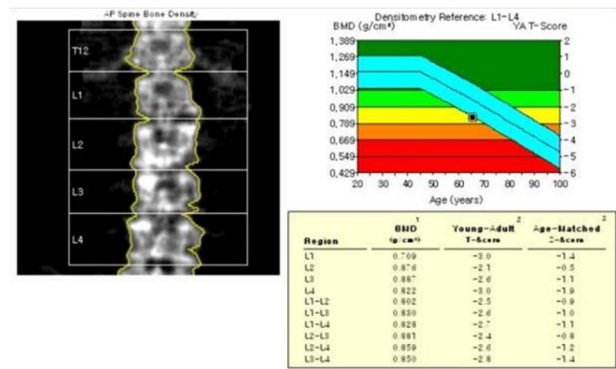 AP Spine Bone Density
T12
L1
L2
L3
L4
Densitometry Reference: L1-L4
BMD (g/cm²) YA T-Score
1,389 2
1,269 1
1,149 0
1,029 -1
0,909 -2
0,789 -3
0,669 -4
0,549 -5
0,429 -6
20 30 40 50 60 70 80 90 100
Age (years)
1 2 3
BMD Young-Adult Age-Matched
Region (g/cm²) T-Score Z-Score
L1 0.709 -3.0 -1.4
L2 0.876 -2.1 -0.5
L3 0.887 -2.6 -1.1
L4 0.822 -3.0 -1.9
L1-L2 0.802 -2.5 -0.9
L1-L3 0.830 -2.6 -1.0
L1-L4 0.828 -2.7 -1.1
L2-L3 0.881 -2.4 -0.8
L2-L4 0.859 -2.6 -1.2
L3-L4 0.850 -2.8 -1.4